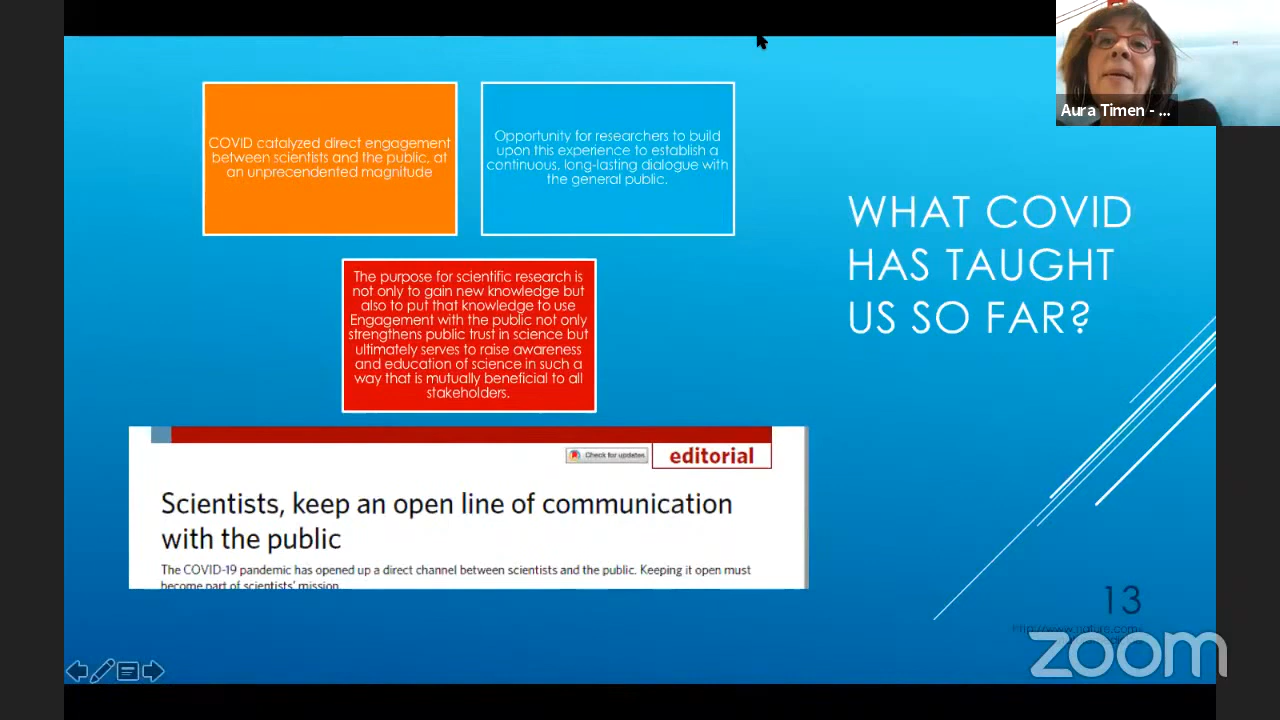 Aura Timen - ...
COVID catalyzed direct engagement
between scientists and the public, at
an unprecendented magnitude
Opportunity for researchers to build
upon this experience to establish a
continuous, long-lasting dialogue with
the general public.
The purpose for scientific research is
not only to gain new knowledge but
also to put that knowledge to use
Engagement with the public not only
strengthens public trust in science but
ultimately serves to raise awareness
and education of science in such a
way that is mutually beneficial to all
stakeholders.
WHAT COVID
HAS TAUGHT
US SO FAR?
Check for updates
editorial
Scientists, keep an open line of communication
with the public
The COVID-19 pandemic has opened up a direct channel between scientists and the public. Keeping it open must
become part of scientists' mission
13
zoom